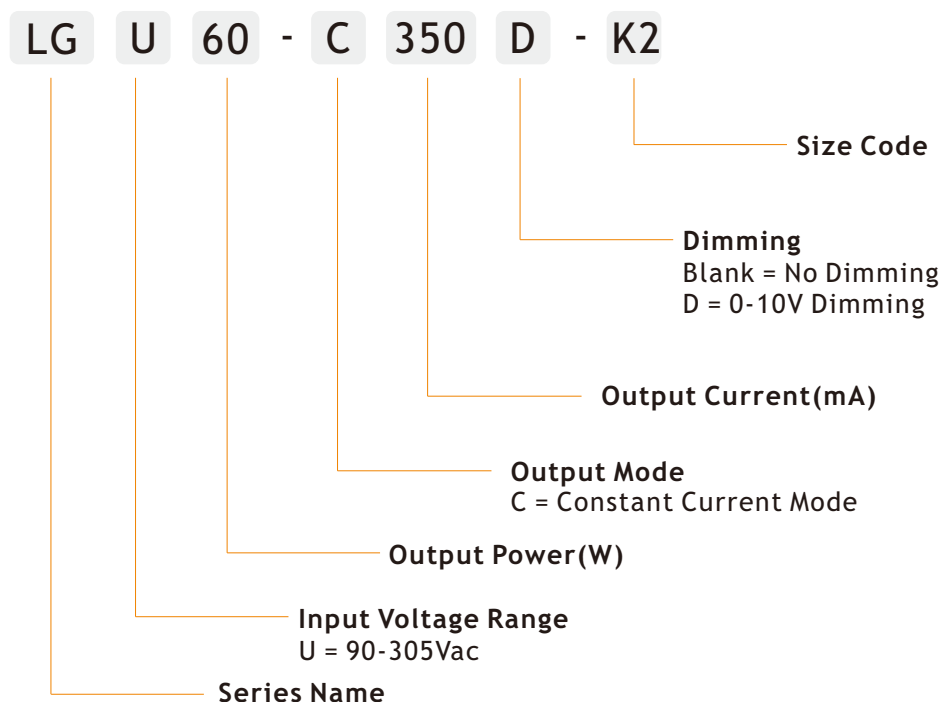 LG U 60 - C 350 D - K2
Size Code
Dimming
Blank = No Dimming
D = 0-10V Dimming
Output Current(mA)
Output Mode
C = Constant Current Mode
Output Power(W)
Input Voltage Range
U = 90-305Vac
Series Name